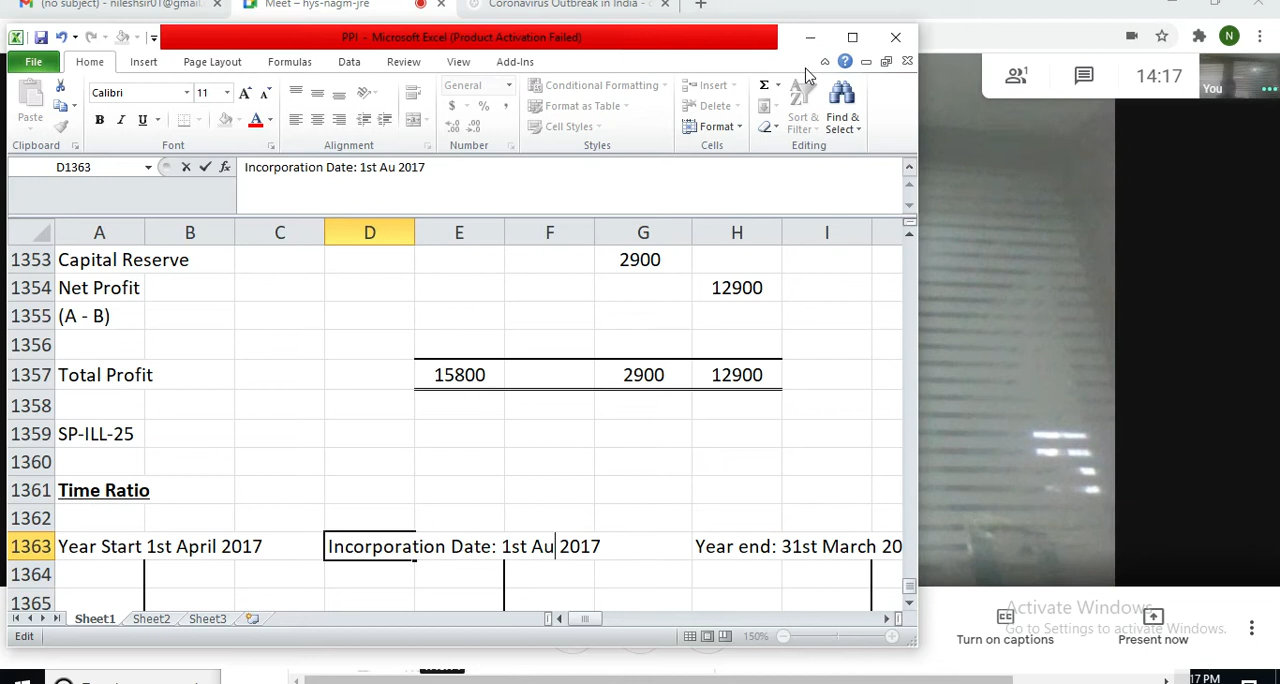 (no subject) - nileshsir01@gmail.
Meet – hys-nagm-jre
Coronavirus Outbreak in India -
PPI - Microsoft Excel (Product Activation Failed)
File Home Insert Page Layout Formulas Data Review View Add-Ins
N
Calibri 11
General
Paste
B I U
Conditional Formatting
Format as Table
Cell Styles
Insert
Delete
Format
Sort & Filter
Find & Select
Clipboard Font Alignment Number Styles Cells Editing
D1363 fx Incorporation Date: 1st Au 2017
A B C D E F G H I
1353 Capital Reserve 2900
1354 Net Profit 12900
1355 (A - B)
1356
1357 Total Profit 15800 2900 12900
1358
1359 SP-ILL-25
1360
1361 Time Ratio
1362
1363 Year Start 1st April 2017 Incorporation Date: 1st Au 2017 Year end: 31st March 20
1364
1365
Sheet1 Sheet2 Sheet3
Edit 150%
1 14:17 You
Activate Windows
Go to Settings to activate Windows.
Turn on captions
Present now
17 PM